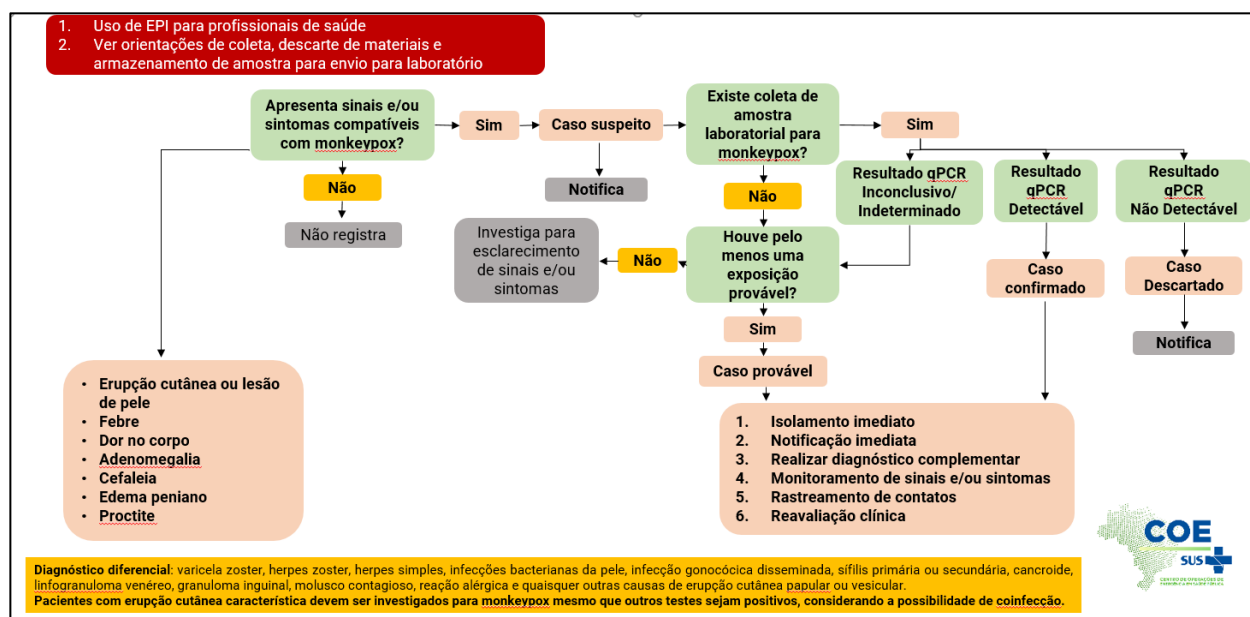 1. Uso de EPI para profissionais de saúde
2. Ver orientações de coleta, descarte de materiais e
armazenamento de amostra para envio para laboratório
Apresenta sinais e/ou
sintomas compatíveis
com monkeypox?
Sim
Caso suspeito
Existe coleta de
amostra
laboratorial para
monkeypox?
Sim
Não
Notifica
Não
Resultado qPCR
Inconclusivo/
Indeterminado
Resultado
qPCR
Detectável
Resultado
qPCR
Não Detectável
Não registra
Investiga para
esclarecimento
de sinais e/ou
sintomas
Não
Houve pelo
menos uma
exposição
provável?
Caso
confirmado
Caso
Descartado
Sim
Notifica
Caso provável
• Erupção cutânea ou lesão
de pele
• Febre
• Dor no corpo
• Adenomegalia
• Cefaleia
• Edema peniano
• Proctite
1. Isolamento imediato
2. Notificação imediata
3. Realizar diagnóstico complementar
4. Monitoramento de sinais e/ou sintomas
5. Rastreamento de contatos
6. Reavaliação clínica
COE
SUS
CENTRO DE OPERAÇÕES DE
Diagnóstico diferencial: varicela zoster, herpes zoster, herpes simples, infecções bacterianas da pele, infecção gonocócica disseminada, sífilis primária ou secundária, cancroide,
linfogranuloma venéreo, granuloma inguinal, molusco contagioso, reação alérgica e quaisquer outras causas de erupção cutânea papular ou vesicular.
Pacientes com erupção cutânea característica devem ser investigados para monkeypox mesmo que outros testes sejam positivos, considerando a possibilidade de coinfecção.